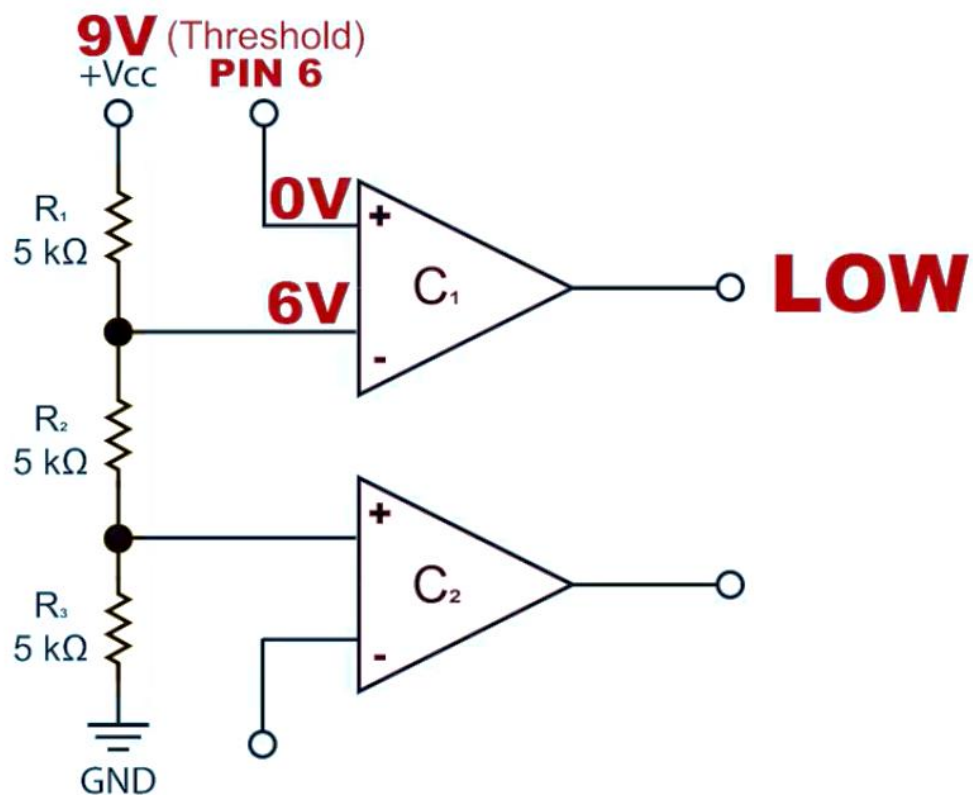 9V (Threshold)
+Vcc PIN 6
0V
R₁
5 kΩ
+
C₁
LOW
6V
-
R₂
5 kΩ
+
C₂
R₃
5 kΩ
-
GND